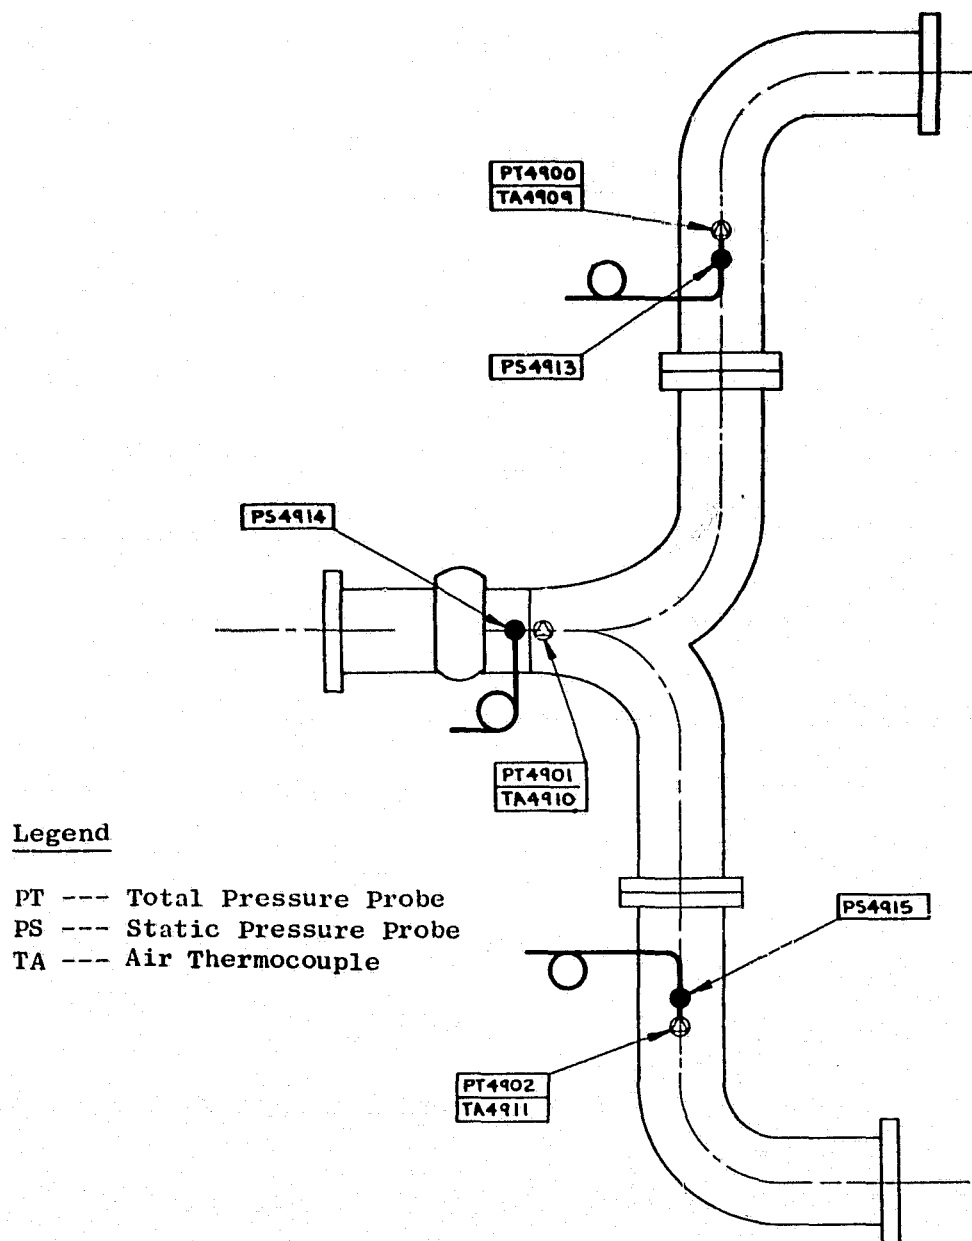 PT4900
TA4909
PS4913
PS4914
PT4901
TA4910
Legend
PT --- Total Pressure Probe
PS --- Static Pressure Probe
TA --- Air Thermocouple
PS4915
PT4902
TA4911